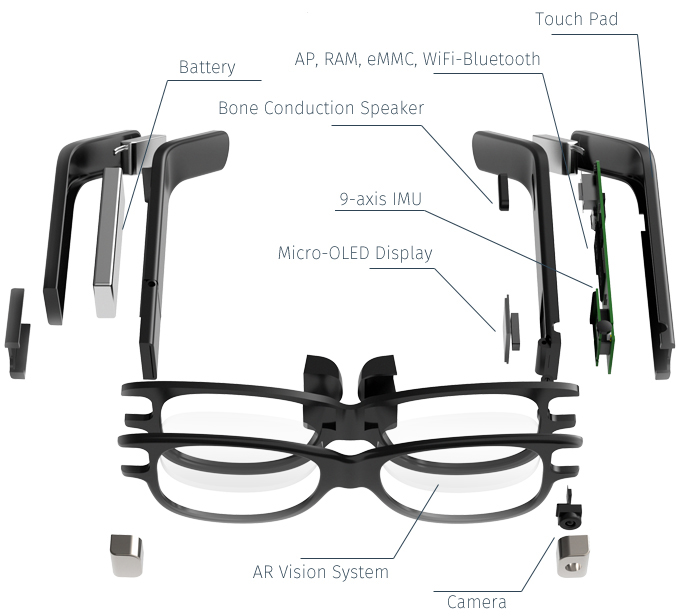 Touch Pad
AP, RAM, eMMC, WiFi-Bluetooth
Battery
Bone Conduction Speaker
9-axis IMU
Micro-OLED Display
AR Vision System
Camera